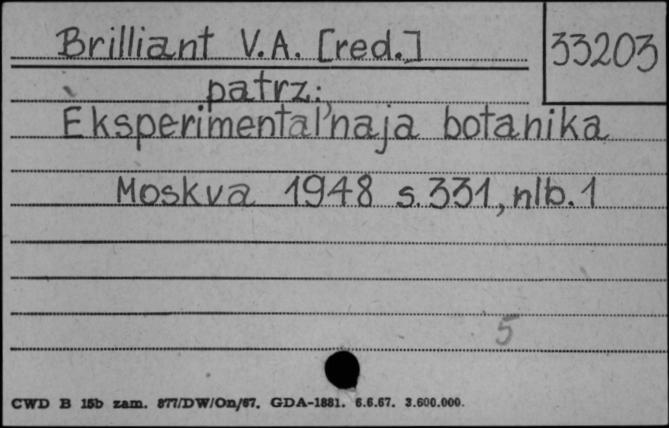 Brilliant V.A. [red.]
33203
patrz:
Èksperimental'naja botanika
Moskva 1948 s. 331, nlb. 1
5
CWD B 15b zam. 877/DW/On/67. GDA-1881. 6.6.67. 3.600.000.